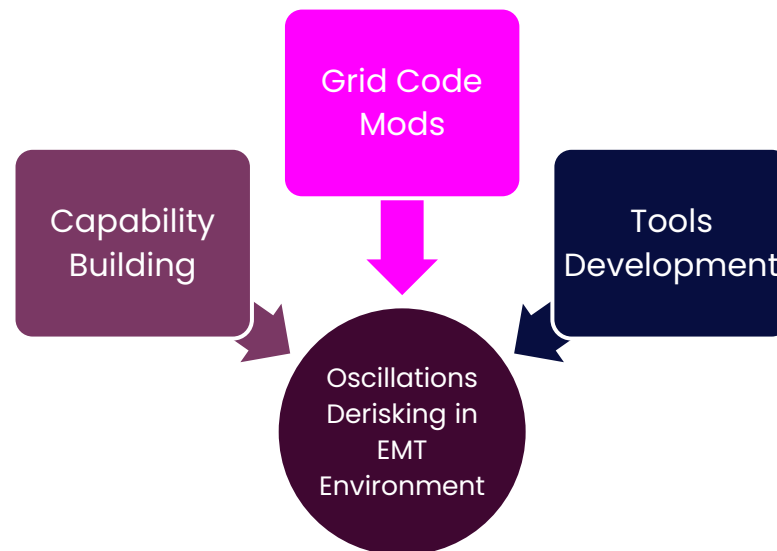 Grid Code
Mods
Capability
Building
Tools
Development
Oscillations
Derisking in
EMT
Environment